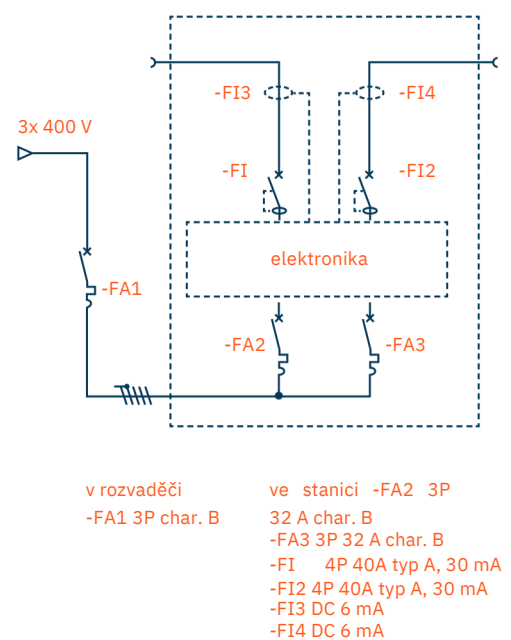 -FI3
-FI4
3x 400 V
-FI
-FI2
elektronika
-FA1
-FA2
-FA3
v rozvaděči
-FA1 3P char. B
ve stanici -FA2 3P
32 A char. B
-FA3 3P 32 A char. B
-FI 4P 40A typ A, 30 mA
-FI2 4P 40A typ A, 30 mA
-FI3 DC 6 mA
-FI4 DC 6 mA